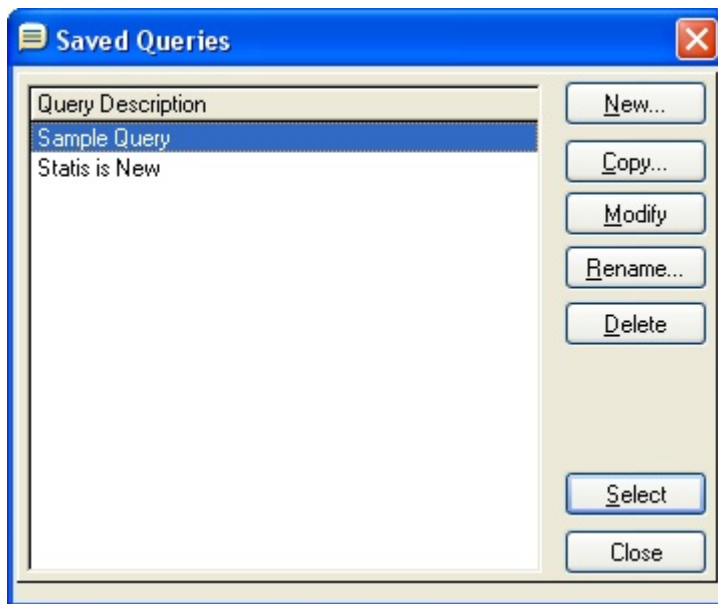 Saved Queries
Query Description
Sample Query
Statis is New
New...
Copy...
Modify
Rename...
Delete
Select
Close